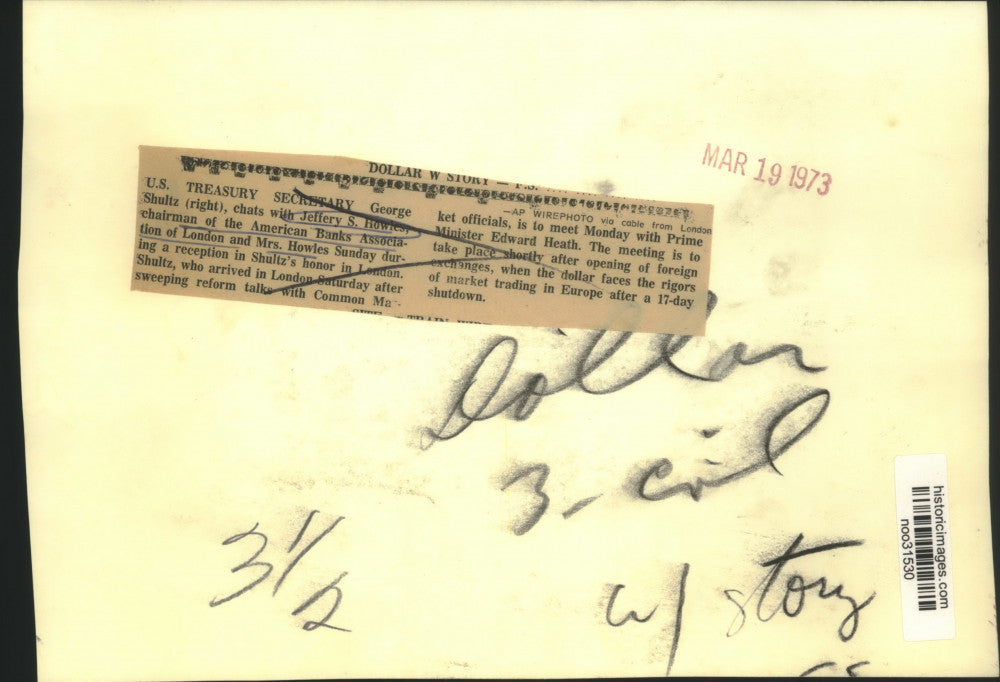 MAR 19 1973
DOLLAR W STORY — P.S.
U.S. TREASURY SECRETARY George
Shultz (right), chats with Jeffery S. Howles,
chairman of the American Banks Associa-
tion of London and Mrs. Howles Sunday dur-
ing a reception in Shultz's honor in London.
Shultz, who arrived in London Saturday after
sweeping reform talks with Common Mar-
—AP WIREPHOTO via cable from London
ket officials, is to meet Monday with Prime
Minister Edward Heath. The meeting is to
take place shortly after opening of foreign
exchanges, when the dollar faces the rigors
of market trading in Europe after a 17-day
shutdown.
Dollar
3-col
3 1/2
w/ story
historicimages.com
noo31530